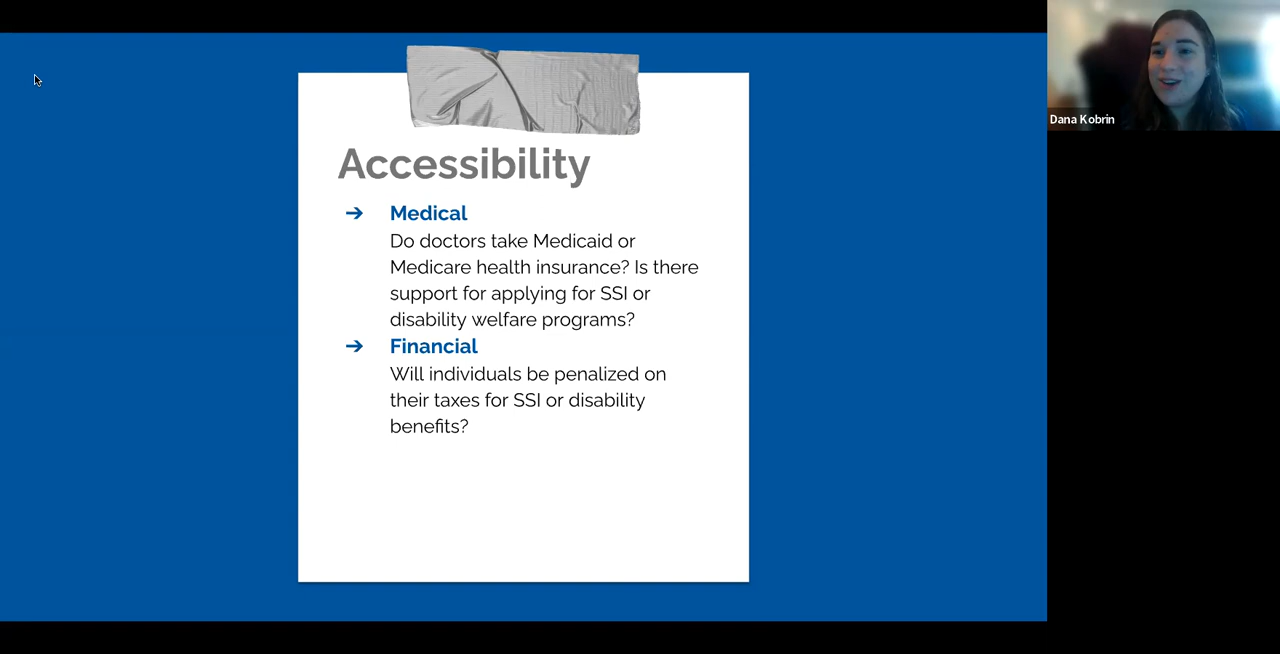 Accessibility
➔ Medical
Do doctors take Medicaid or
Medicare health insurance? Is there
support for applying for SSI or
disability welfare programs?
➔ Financial
Will individuals be penalized on
their taxes for SSI or disability
benefits?
Dana Kobrin